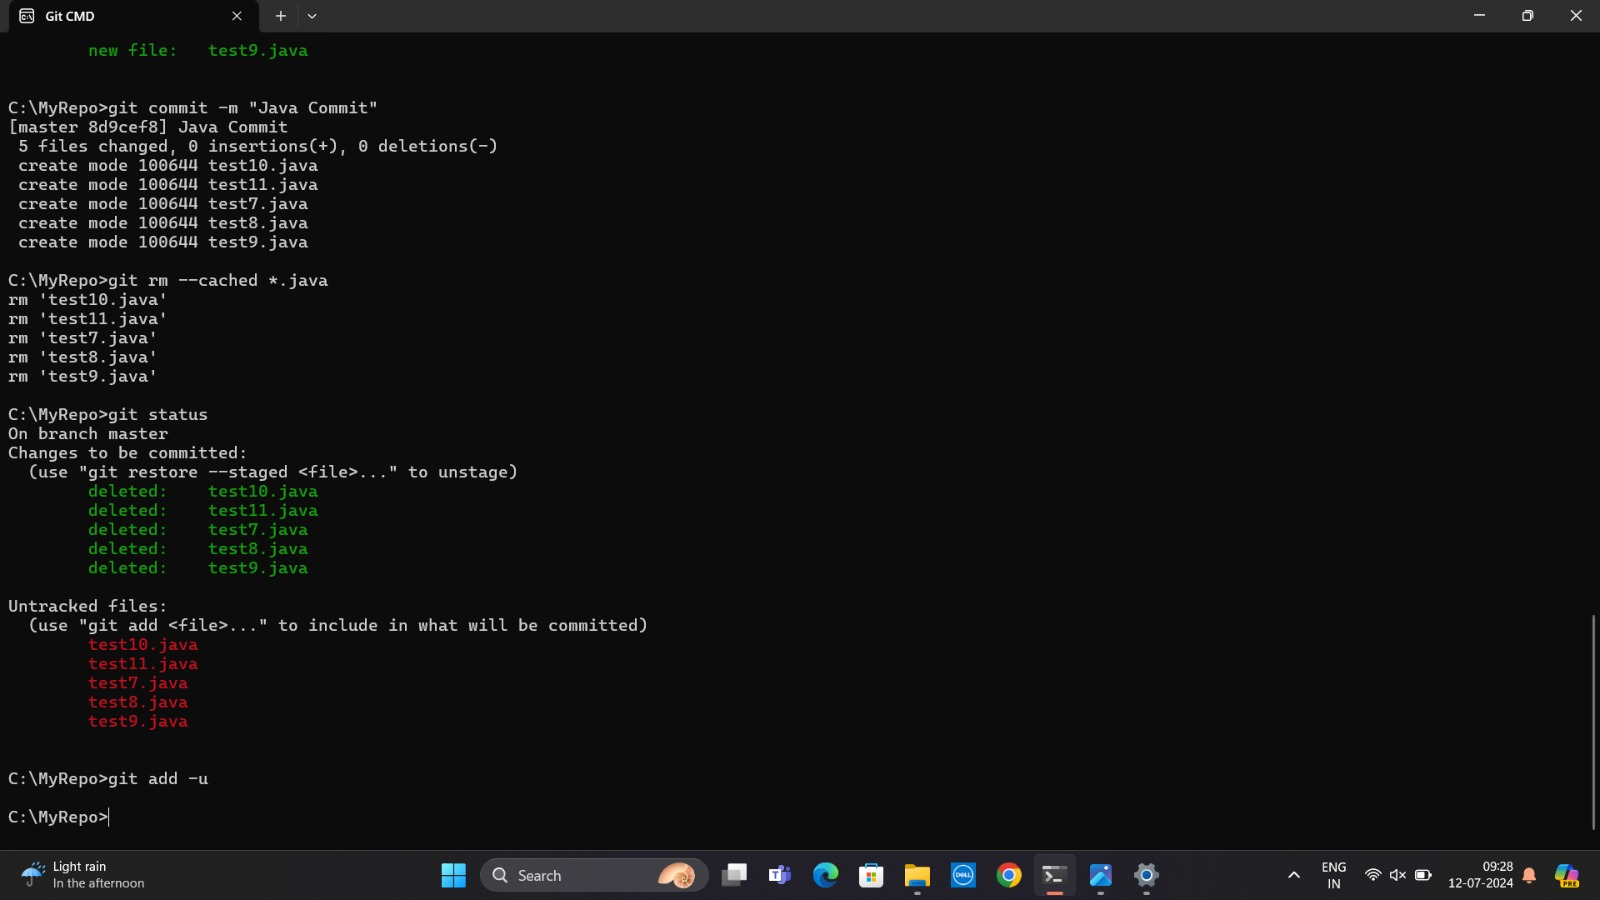 Git CMD
new file:   test9.java
C:\MyRepo>git commit -m "Java Commit"
[master 8d9cef8] Java Commit
 5 files changed, 0 insertions(+), 0 deletions(-)
 create mode 100644 test10.java
 create mode 100644 test11.java
 create mode 100644 test7.java
 create mode 100644 test8.java
 create mode 100644 test9.java
C:\MyRepo>git rm --cached *.java
rm 'test10.java'
rm 'test11.java'
rm 'test7.java'
rm 'test8.java'
rm 'test9.java'
C:\MyRepo>git status
On branch master
Changes to be committed:
  (use "git restore --staged <file>..." to unstage)
        deleted:    test10.java
        deleted:    test11.java
        deleted:    test7.java
        deleted:    test8.java
        deleted:    test9.java
Untracked files:
  (use "git add <file>..." to include in what will be committed)
        test10.java
        test11.java
        test7.java
        test8.java
        test9.java
C:\MyRepo>git add -u
C:\MyRepo>
Light rain
In the afternoon
Search
DELL
ENG
IN
09:28
12-07-2024
PRE